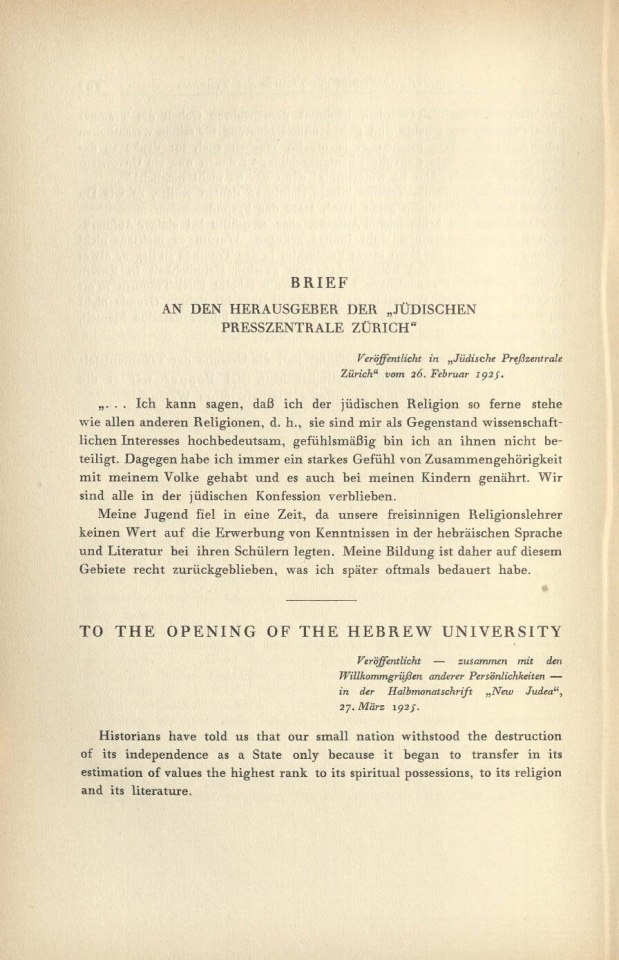 BRIEF
AN DEN HERAUSGEBER DER „JÜDISCHEN
PRESSZENTRALE ZÜRICH“
Veröffentlicht in „Jüdische Preßzentrale
Zürich“ vom 26. Februar 1925.
„. . . Ich kann sagen, daß ich der jüdischen Religion so ferne stehe
wie allen anderen Religionen, d. h., sie sind mir als Gegenstand wissenschaft-
lichen Interesses hochbedeutsam, gefühlsmäßig bin ich an ihnen nicht be-
teiligt. Dagegen habe ich immer ein starkes Gefühl von Zusammengehörigkeit
mit meinem Volke gehabt und es auch bei meinen Kindern genährt. Wir
sind alle in der jüdischen Konfession verblieben.
Meine Jugend fiel in eine Zeit, da unsere freisinnigen Religionslehrer
keinen Wert auf die Erwerbung von Kenntnissen in der hebräischen Sprache
und Literatur bei ihren Schülern legten. Meine Bildung ist daher auf diesem
Gebiete recht zurückgeblieben, was ich später oftmals bedauert habe.
TO THE OPENING OF THE HEBREW UNIVERSITY
Veröffentlicht — zusammen mit den
Willkommgrüßen anderer Persönlichkeiten —
in der Halbmonatschrift „New Judea“,
27. März 1925.
Historians have told us that our small nation withstood the destruction
of its independence as a State only because it began to transfer in its
estimation of values the highest rank to its spiritual possessions, to its religion
and its literature.